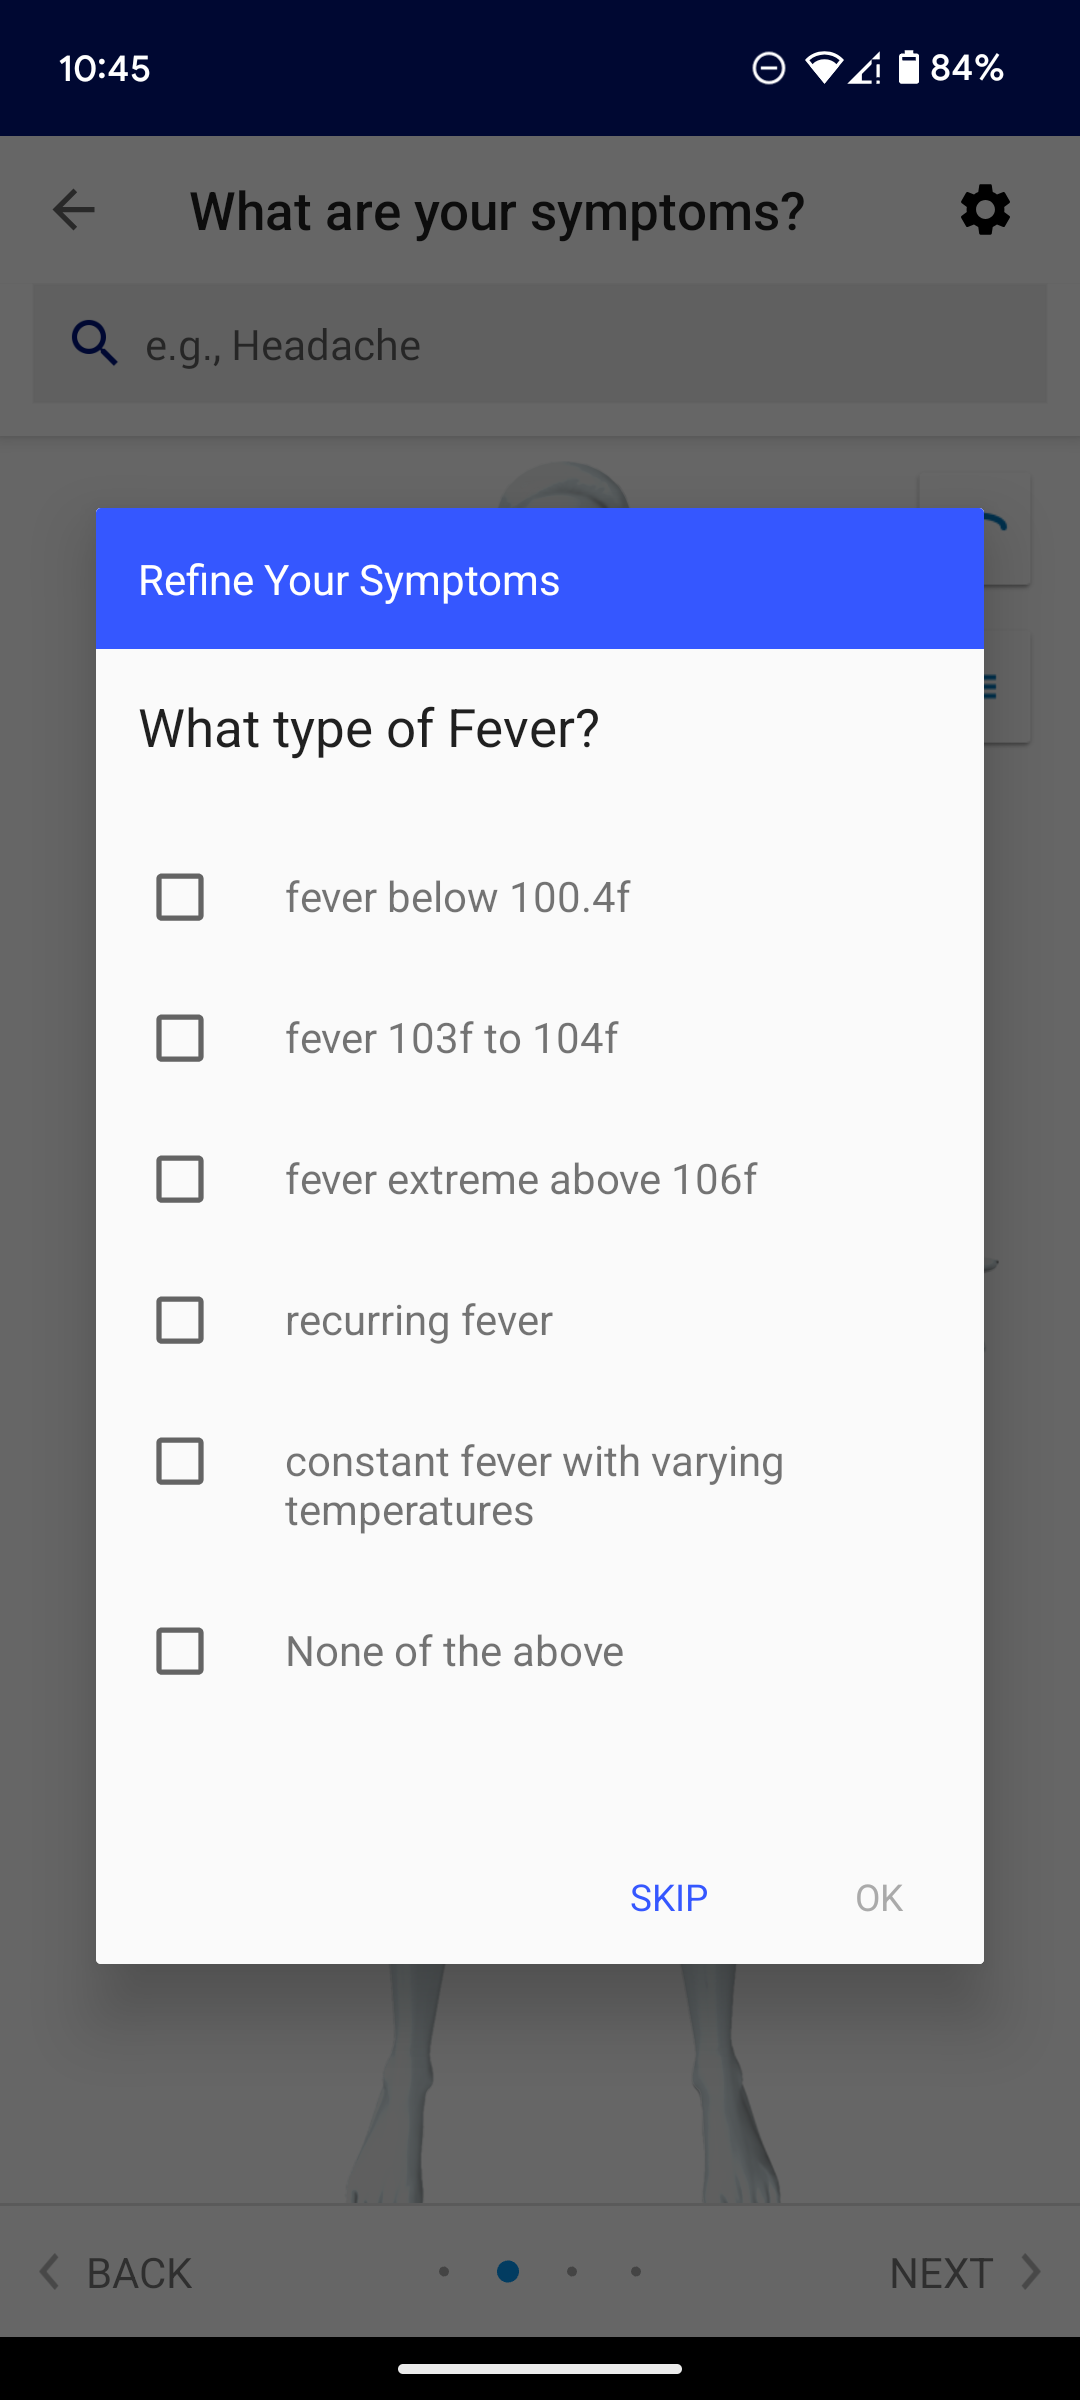 10:45
84%
What are your symptoms?
e.g., Headache
Refine Your Symptoms
What type of Fever?
fever below 100.4f
fever 103f to 104f
fever extreme above 106f
recurring fever
constant fever with varying
temperatures
None of the above
SKIP
OK
BACK
NEXT